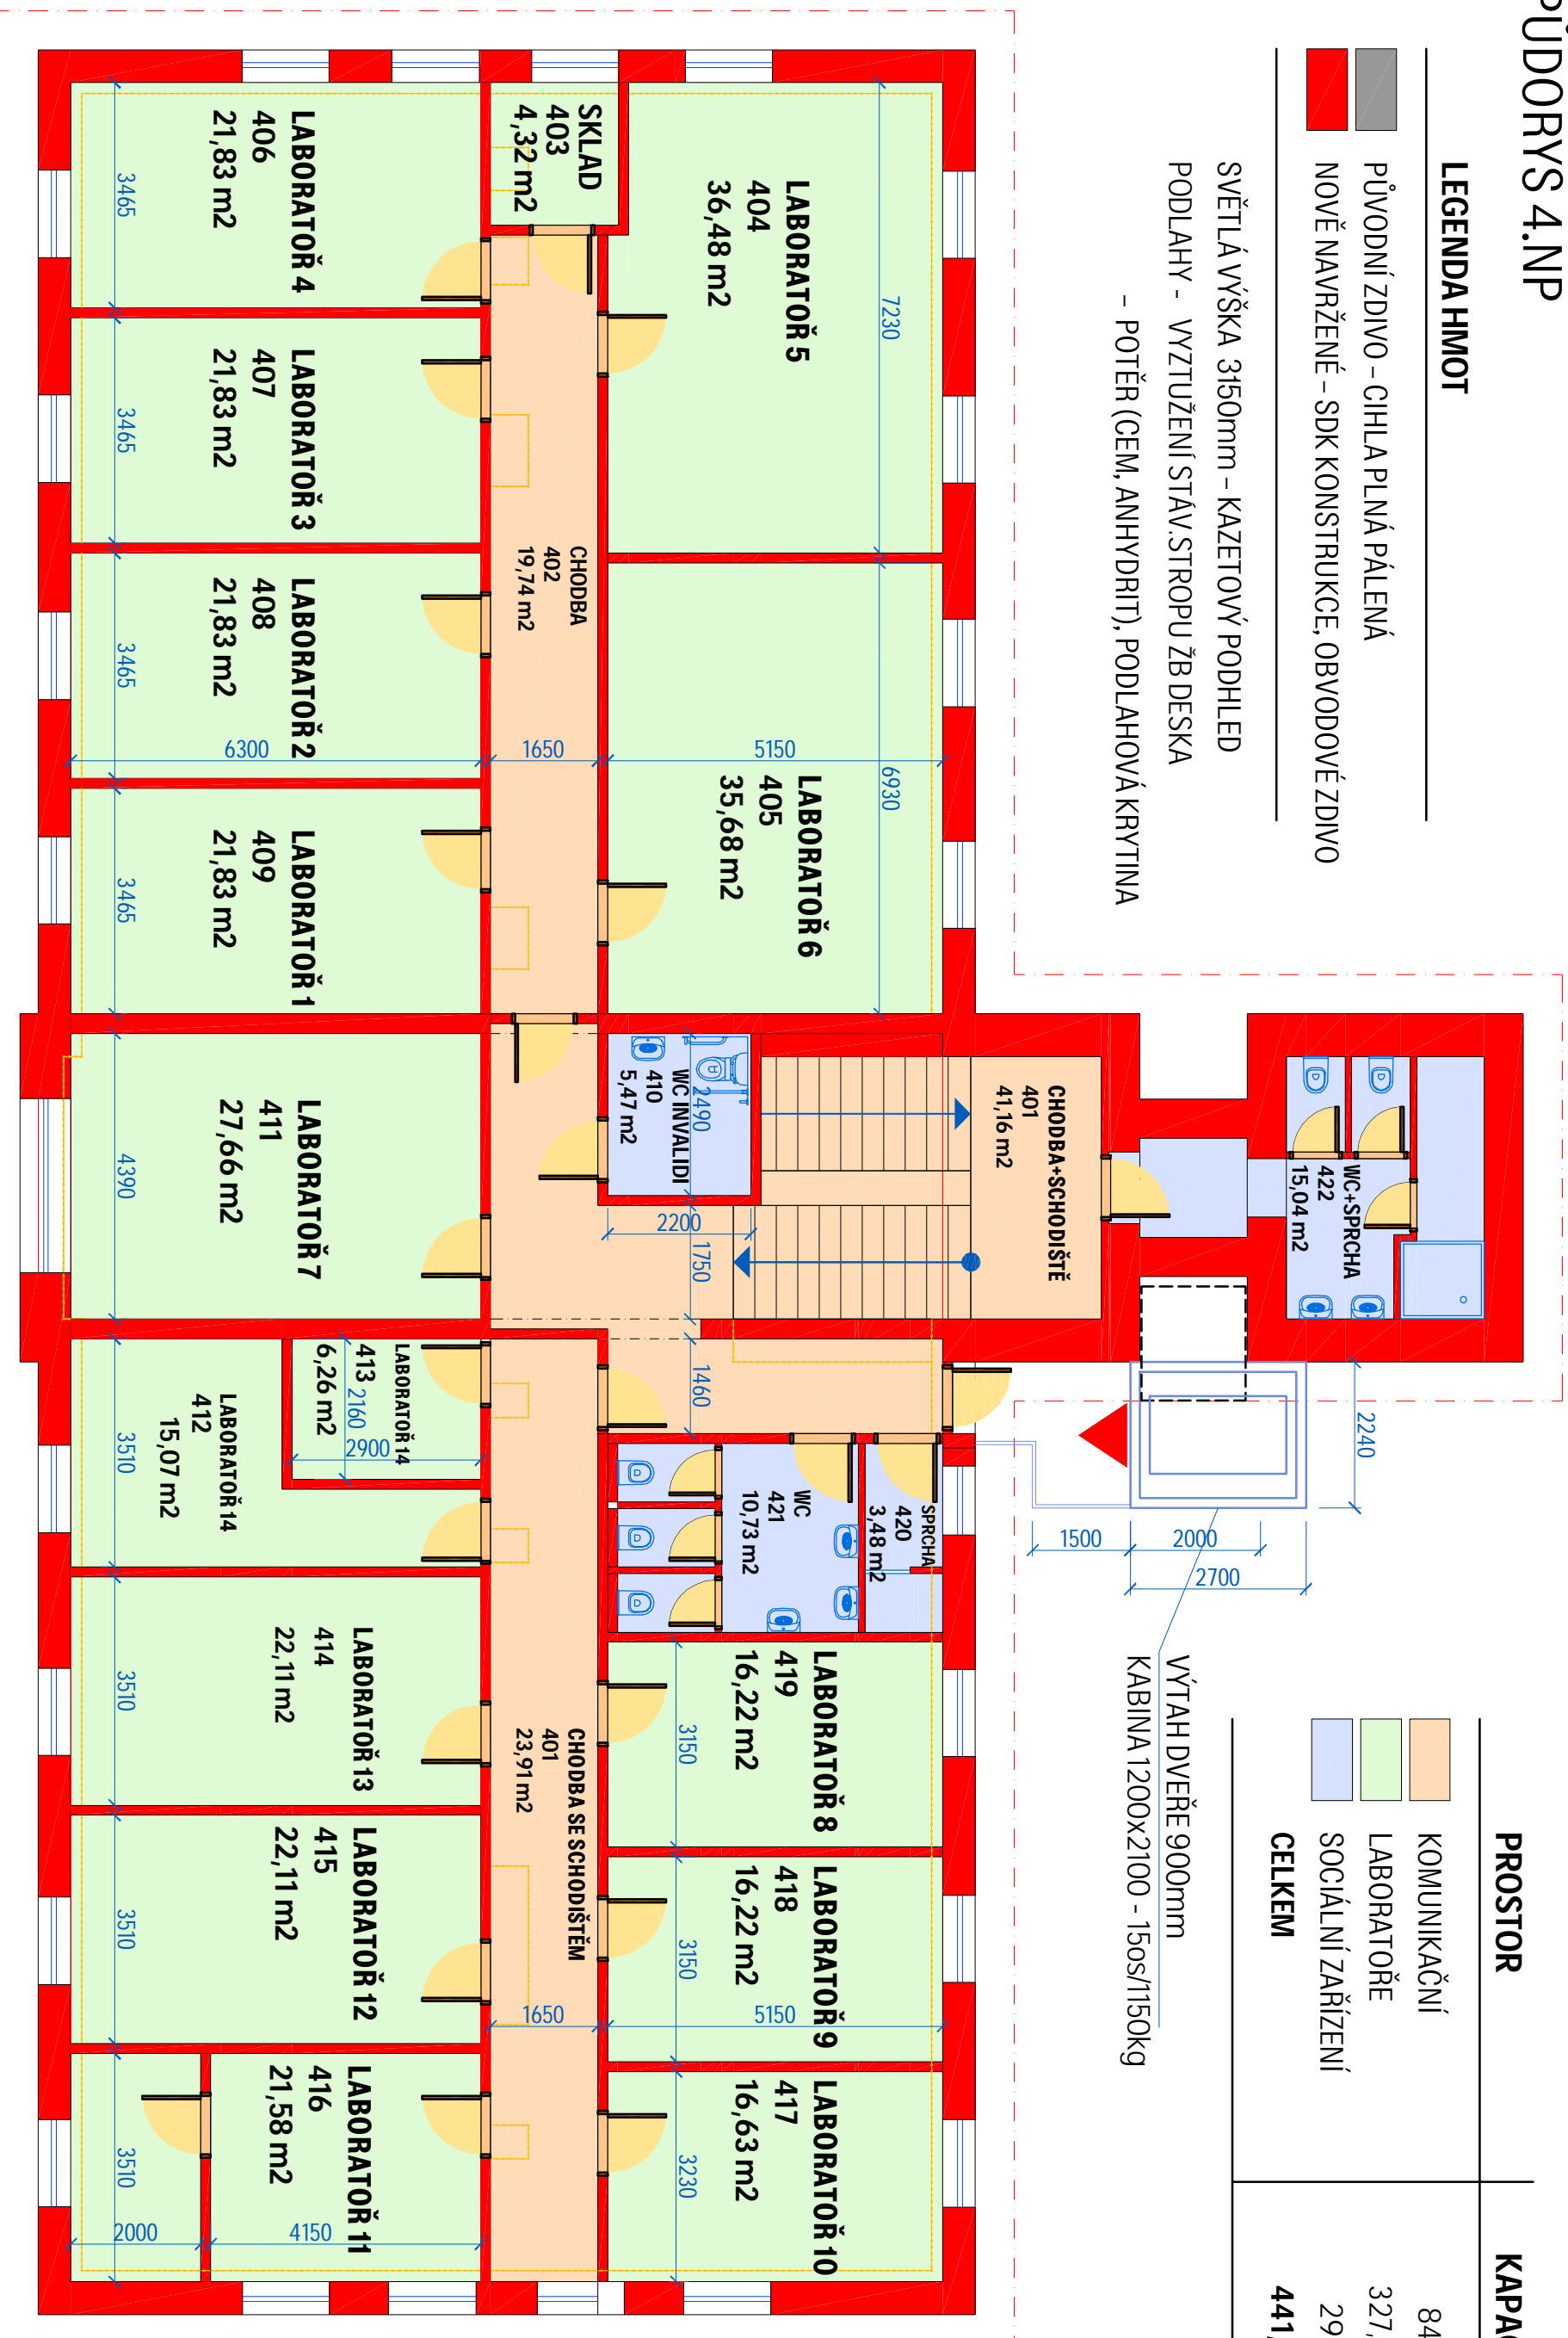 PŮDORYS 4.NP
LEGENDA HMOT
PŮVODNÍ ZDIVO - CIHLA PLNÁ PÁLENÁ
NOVĚ NAVRŽENÉ - SDK KONSTRUKCE, OBVODOVÉ ZDIVO
SVĚTLÁ VÝŠKA 3150mm - KAZETOVÝ PODHLED
PODLAHY - VYZTUŽENÍ STÁV.STROPU ŽB DESKA
- POTĚR (CEM, ANHYDRIT), PODLAHOVÁ KRYTINA
PROSTOR
KOMUNIKAČNÍ
84
LABORATOŘE
327,
SOCIÁLNÍ ZAŘÍZENÍ
29
CELKEM
441,
VÝTAH DVEŘE 900mm
KABINA 1200x2100 - 15os/1150kg
2240
1500
2000
2700
WC+SPRCHA
422
15,04 m2
CHODBA+SCHODIŠTĚ
401
41,16 m2
LABORATOŘ 5
404
36,48 m2
7230
LABORATOŘ 6
405
35,68 m2
6930
5150
SKLAD
403
4,32 m2
CHODBA
402
19,74 m2
1650
WC INVALIDI
410
5,47 m2
2490
2200
1750
1460
SPRCHA
420
3,48 m2
WC
421
10,73 m2
LABORATOŘ 8
419
16,22 m2
3150
LABORATOŘ 9
418
16,22 m2
3150
5150
LABORATOŘ 10
417
16,63 m2
3230
CHODBA SE SCHODIŠTĚM
401
23,91 m2
1650
LABORATOŘ 4
406
21,83 m2
3465
LABORATOŘ 3
407
21,83 m2
3465
LABORATOŘ 2
408
21,83 m2
3465
6300
LABORATOŘ 1
409
21,83 m2
3465
LABORATOŘ 7
411
27,66 m2
4390
LABORATOŘ 14
413
6,26 m2
2160
2900
LABORATOŘ 14
412
15,07 m2
3510
LABORATOŘ 13
414
22,11 m2
3510
LABORATOŘ 12
415
22,11 m2
3510
LABORATOŘ 11
416
21,58 m2
3510
2000
4150